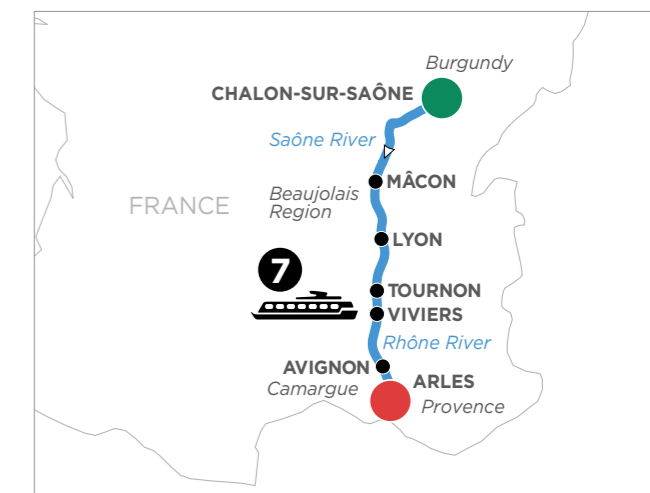 Burgundy
CHALON-SUR-SAÔNE
Saône River
MÂCON
Beaujolais
Region
FRANCE
LYON
7
TOURNON
VIVIERS
Rhône River
AVIGNON
ARLES
Camargue
Provence